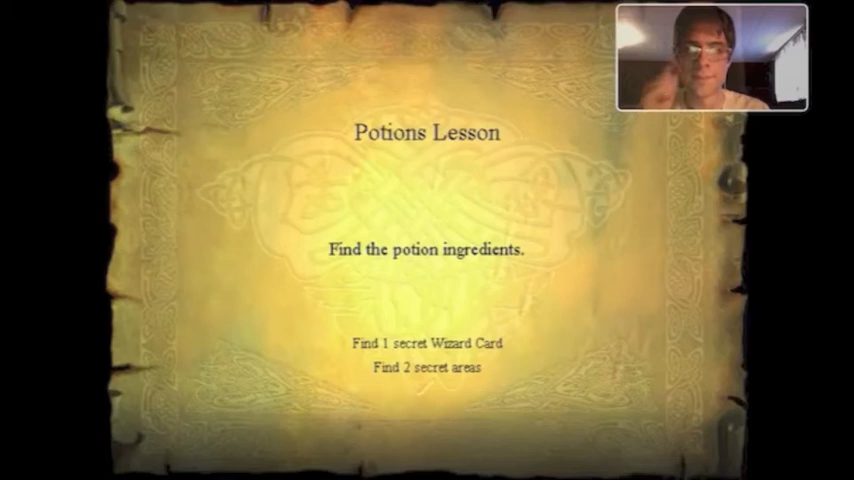 Potions Lesson
Find the potion ingredients.
Find 1 secret Wizard Card
Find 2 secret areas